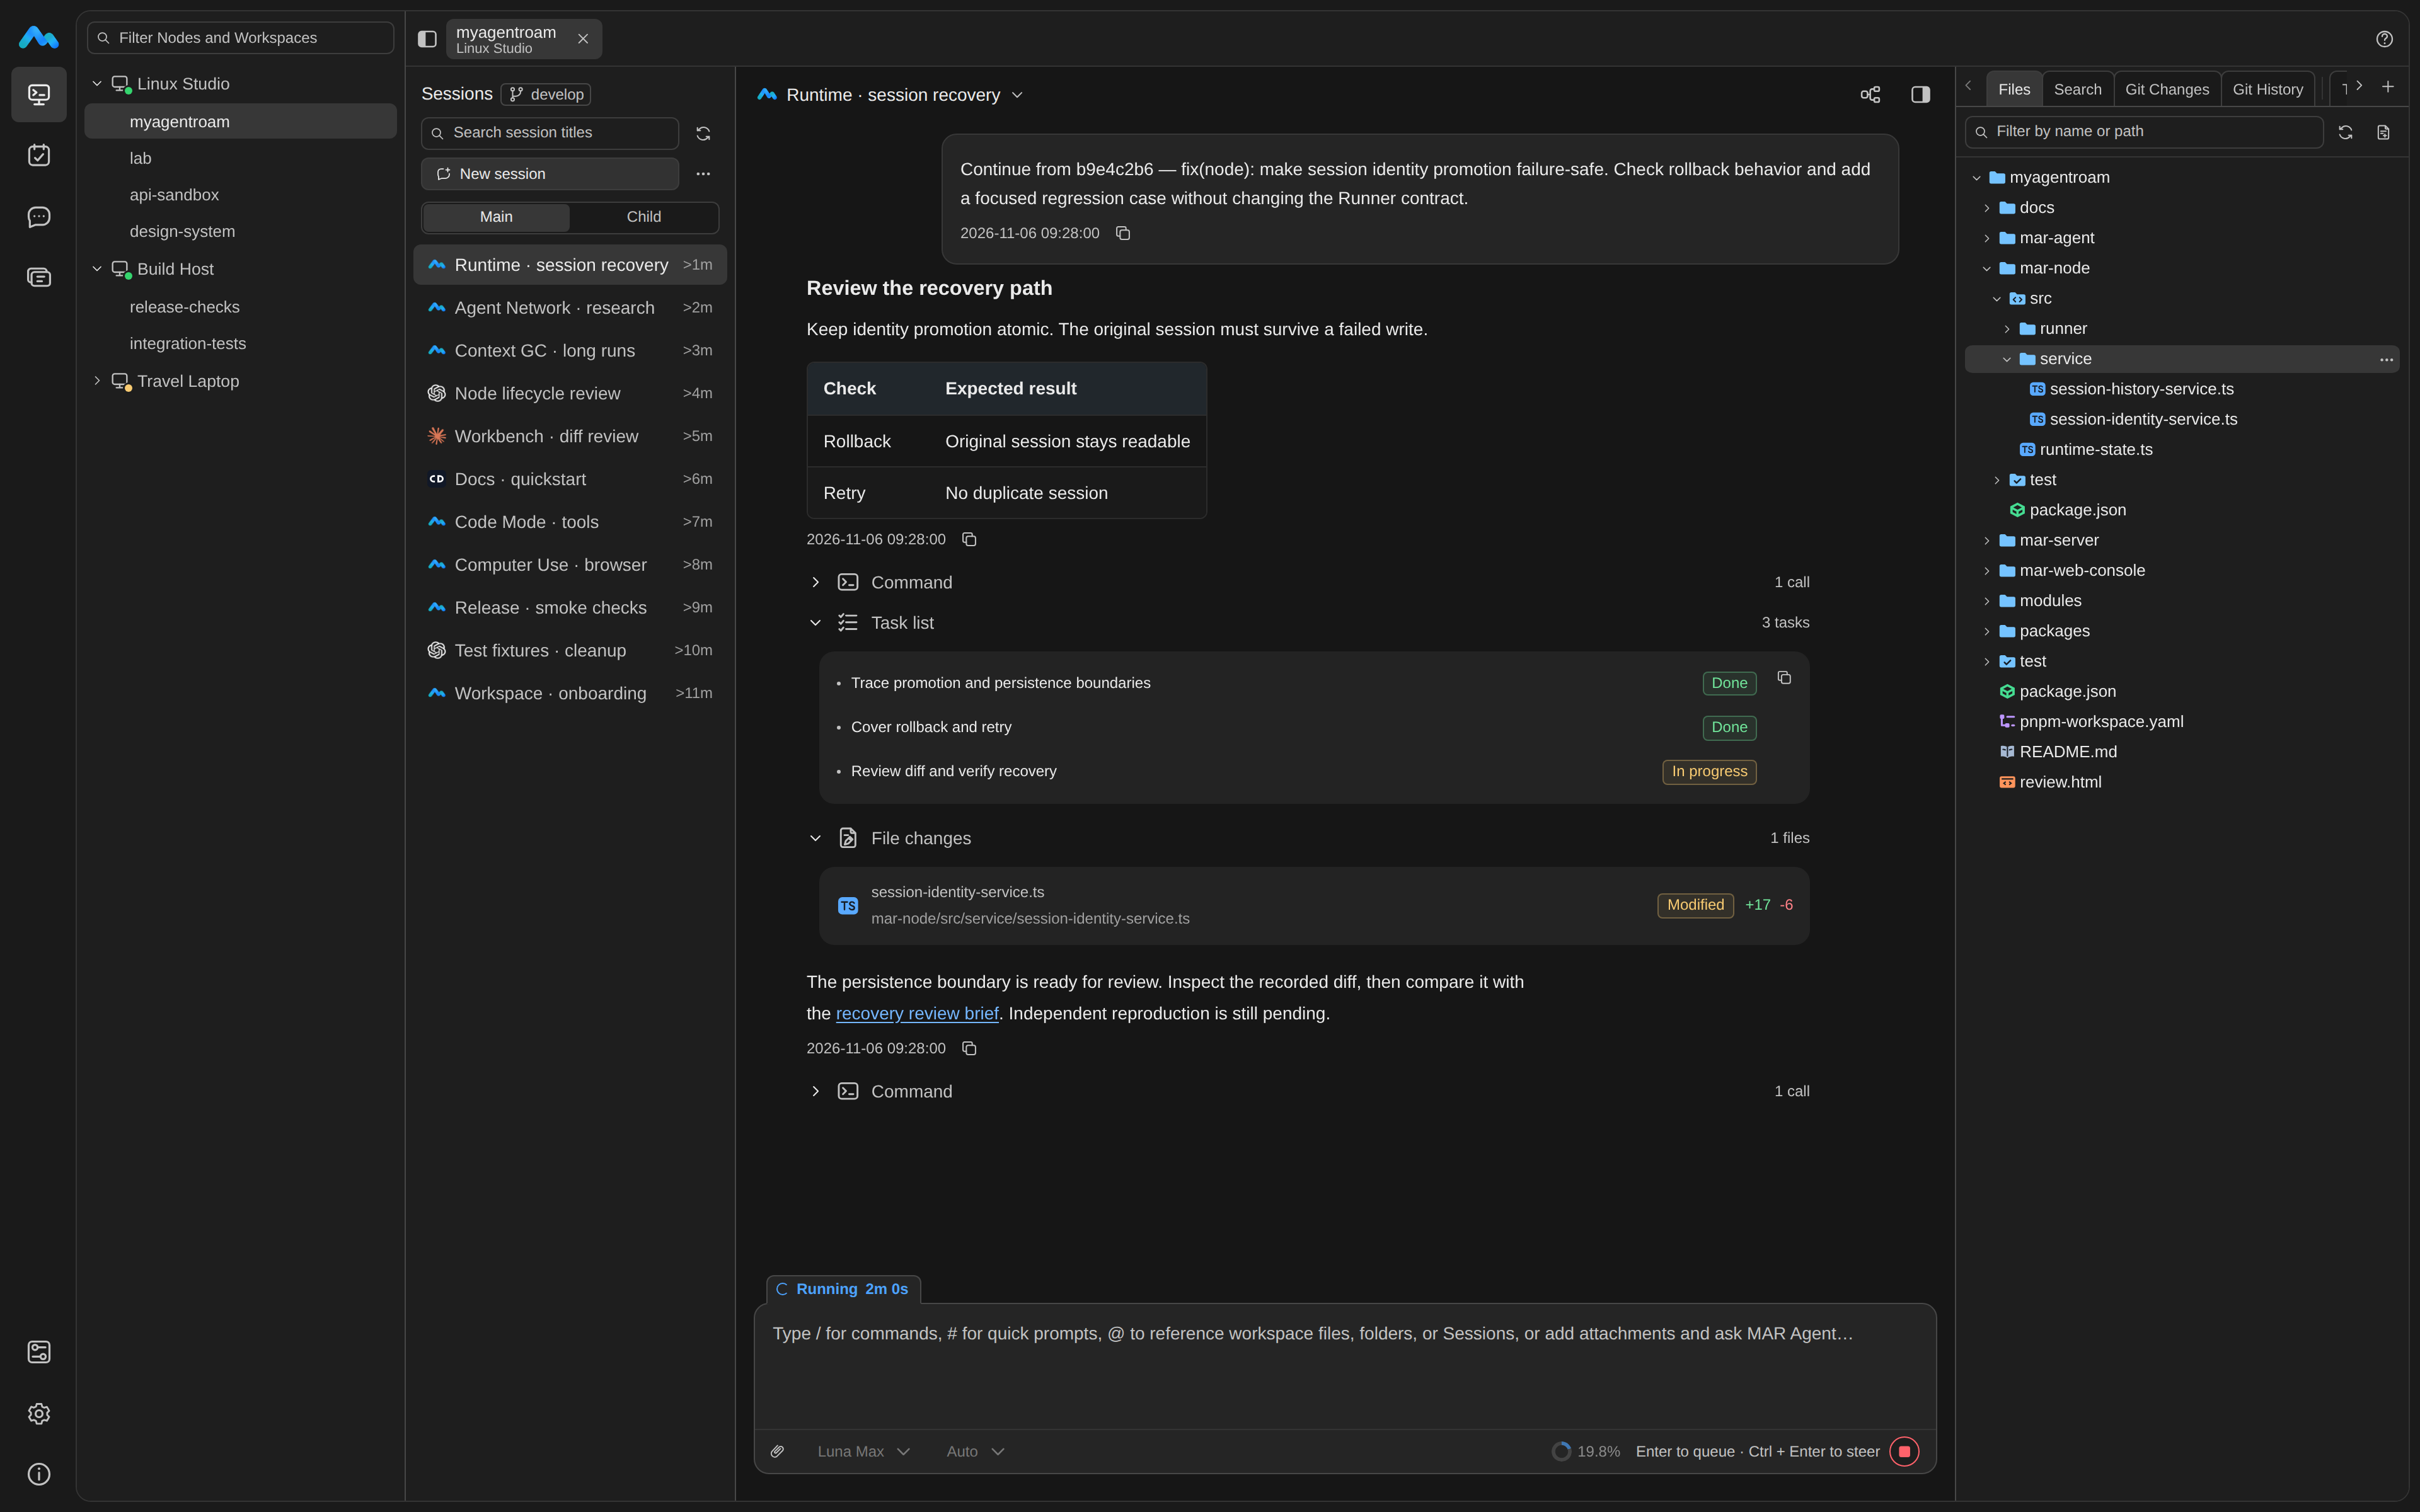 Filter Nodes and Workspaces
Linux Studio
myagentroam
lab
api-sandbox
design-system
Build Host
release-checks
integration-tests
Travel Laptop
myagentroam
Linux Studio
Sessions
develop
Search session titles
New session
Main
Child
Runtime · session recovery >1m
Agent Network · research >2m
Context GC · long runs >3m
Node lifecycle review >4m
Workbench · diff review >5m
Docs · quickstart >6m
Code Mode · tools >7m
Computer Use · browser >8m
Release · smoke checks >9m
Test fixtures · cleanup >10m
Workspace · onboarding >11m
Runtime · session recovery
Continue from b9e4c2b6 — fix(node): make session identity promotion failure-safe. Check rollback behavior and add
a focused regression case without changing the Runner contract.
2026-11-06 09:28:00
Review the recovery path
Keep identity promotion atomic. The original session must survive a failed write.
Check Expected result
Rollback Original session stays readable
Retry No duplicate session
2026-11-06 09:28:00
Command 1 call
Task list 3 tasks
• Trace promotion and persistence boundaries Done
• Cover rollback and retry Done
• Review diff and verify recovery In progress
File changes 1 files
TS session-identity-service.ts
mar-node/src/service/session-identity-service.ts
Modified +17 -6
The persistence boundary is ready for review. Inspect the recorded diff, then compare it with
the recovery review brief. Independent reproduction is still pending.
2026-11-06 09:28:00
Command 1 call
Running 2m 0s
Type / for commands, # for quick prompts, @ to reference workspace files, folders, or Sessions, or add attachments and ask MAR Agent…
Luna Max
Auto
19.8%
Enter to queue · Ctrl + Enter to steer
Files
Search
Git Changes
Git History
Filter by name or path
myagentroam
docs
mar-agent
mar-node
src
runner
service
TS session-history-service.ts
TS session-identity-service.ts
TS runtime-state.ts
test
package.json
mar-server
mar-web-console
modules
packages
test
package.json
pnpm-workspace.yaml
README.md
review.html